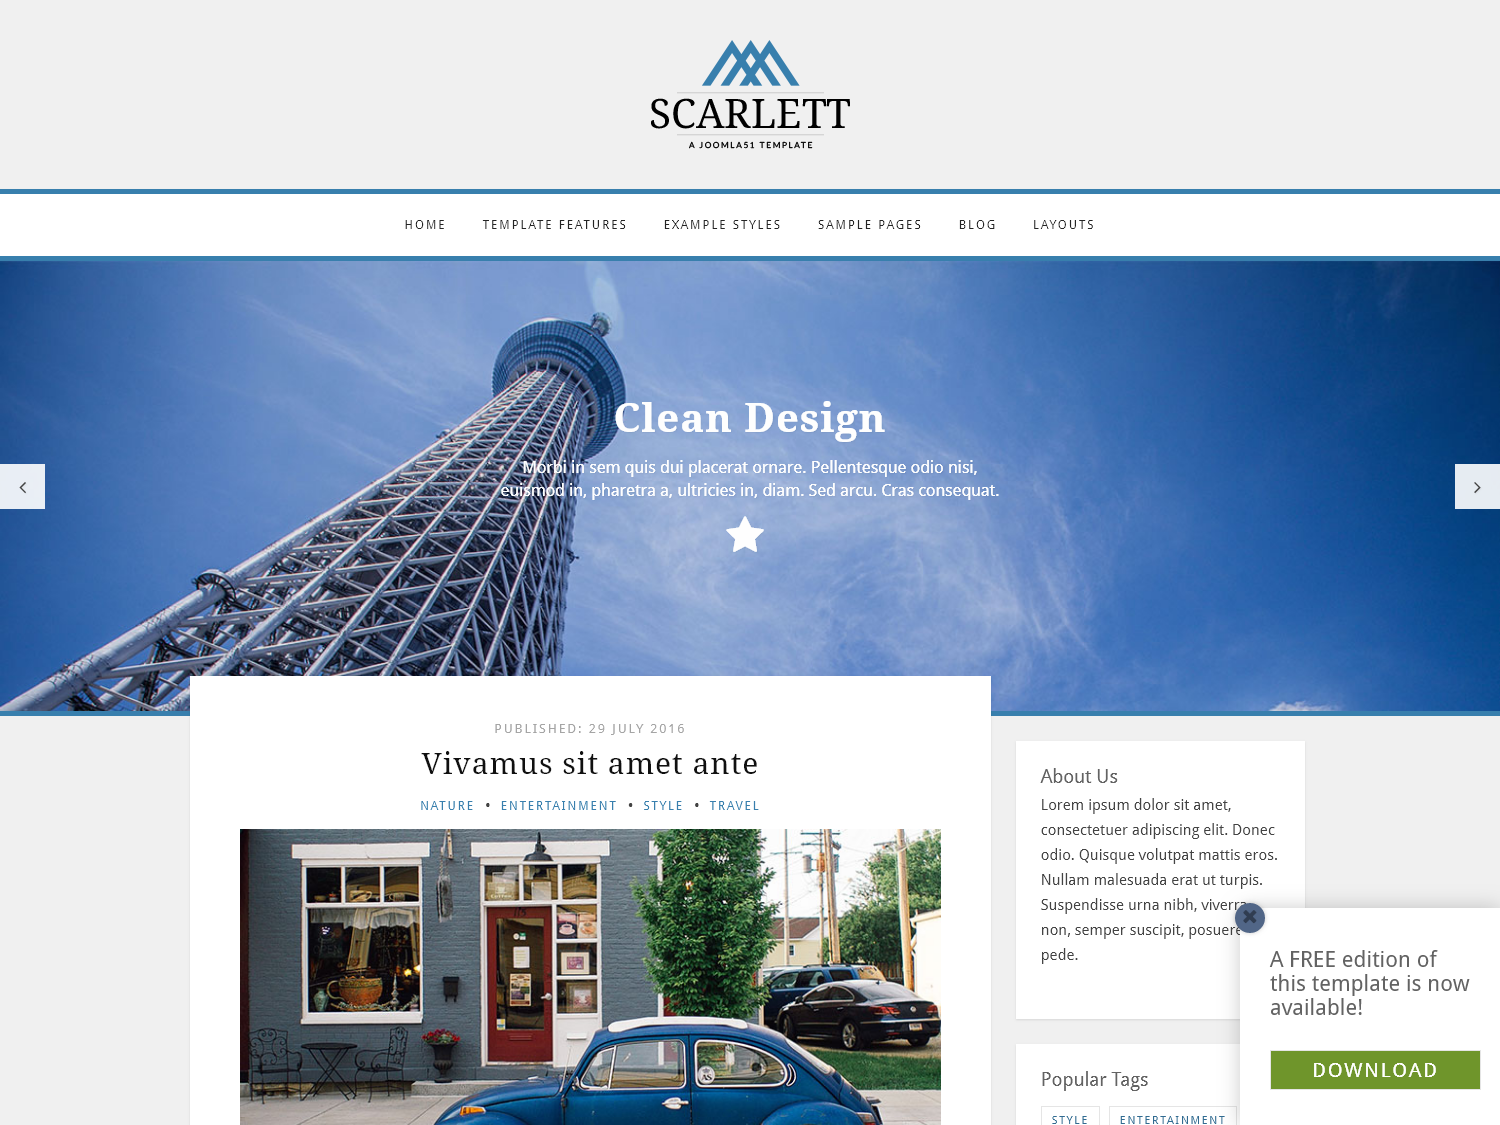 SCARLETT
A JOOMLA51 TEMPLATE
HOME TEMPLATE FEATURES EXAMPLE STYLES SAMPLE PAGES BLOG LAYOUTS
Clean Design
Morbi in sem quis dui placerat ornare. Pellentesque odio nisi,
euismod in, pharetra a, ultricies in, diam. Sed arcu. Cras consequat.
PUBLISHED: 29 JULY 2016
Vivamus sit amet ante
NATURE • ENTERTAINMENT • STYLE • TRAVEL
About Us
Lorem ipsum dolor sit amet,
consectetuer adipiscing elit. Donec
odio. Quisque volutpat mattis eros.
Nullam malesuada erat ut turpis.
Suspendisse urna nibh, viverra
non, semper suscipit, posuere
pede.
Popular Tags
STYLE ENTERTAINMENT
A FREE edition of
this template is now
available!
DOWNLOAD